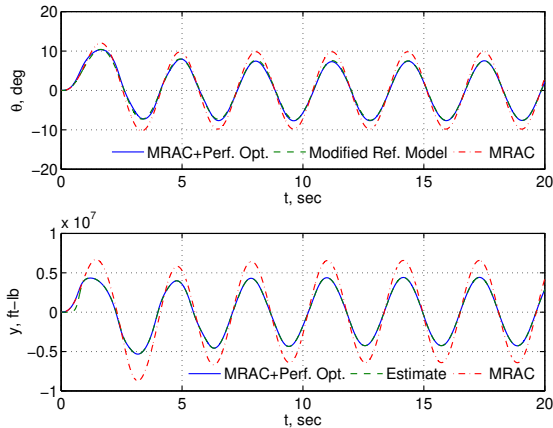 20
10
0
−10
−20
θ, deg
MRAC+Perf. Opt. Modified Ref. Model MRAC
0 5 10 15 20
t, sec
x 10^7
1
0.5
0
−0.5
−1
y, ft−lb
MRAC+Perf. Opt. Estimate MRAC
0 5 10 15 20
t, sec